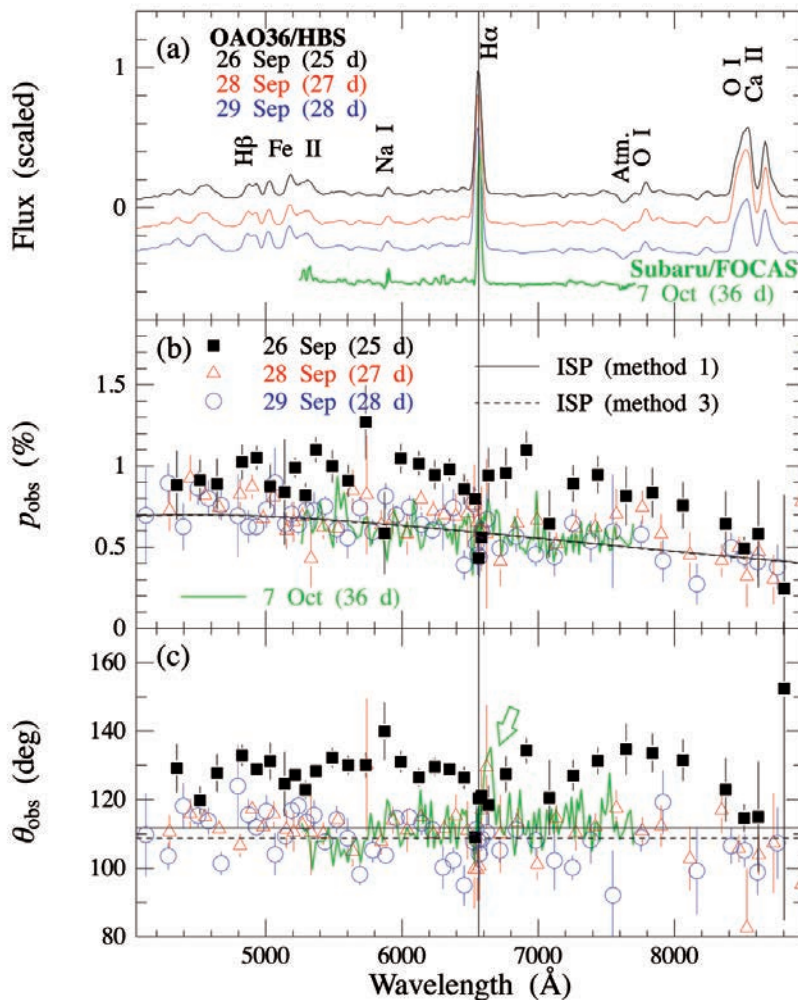 (a)
OAO36/HBS
26 Sep (25 d)
28 Sep (27 d)
29 Sep (28 d)
Hβ
Fe II
Na I
Hα
Atm.
O I
O I
Ca II
Subaru/FOCAS
7 Oct (36 d)
Flux (scaled)
1
0
(b)
26 Sep (25 d)
28 Sep (27 d)
29 Sep (28 d)
ISP (method 1)
ISP (method 3)
7 Oct (36 d)
p_obs (%)
1.5
1
0.5
0
(c)
θ_obs (deg)
160
140
120
100
80
5000 6000 7000 8000
Wavelength (Å)